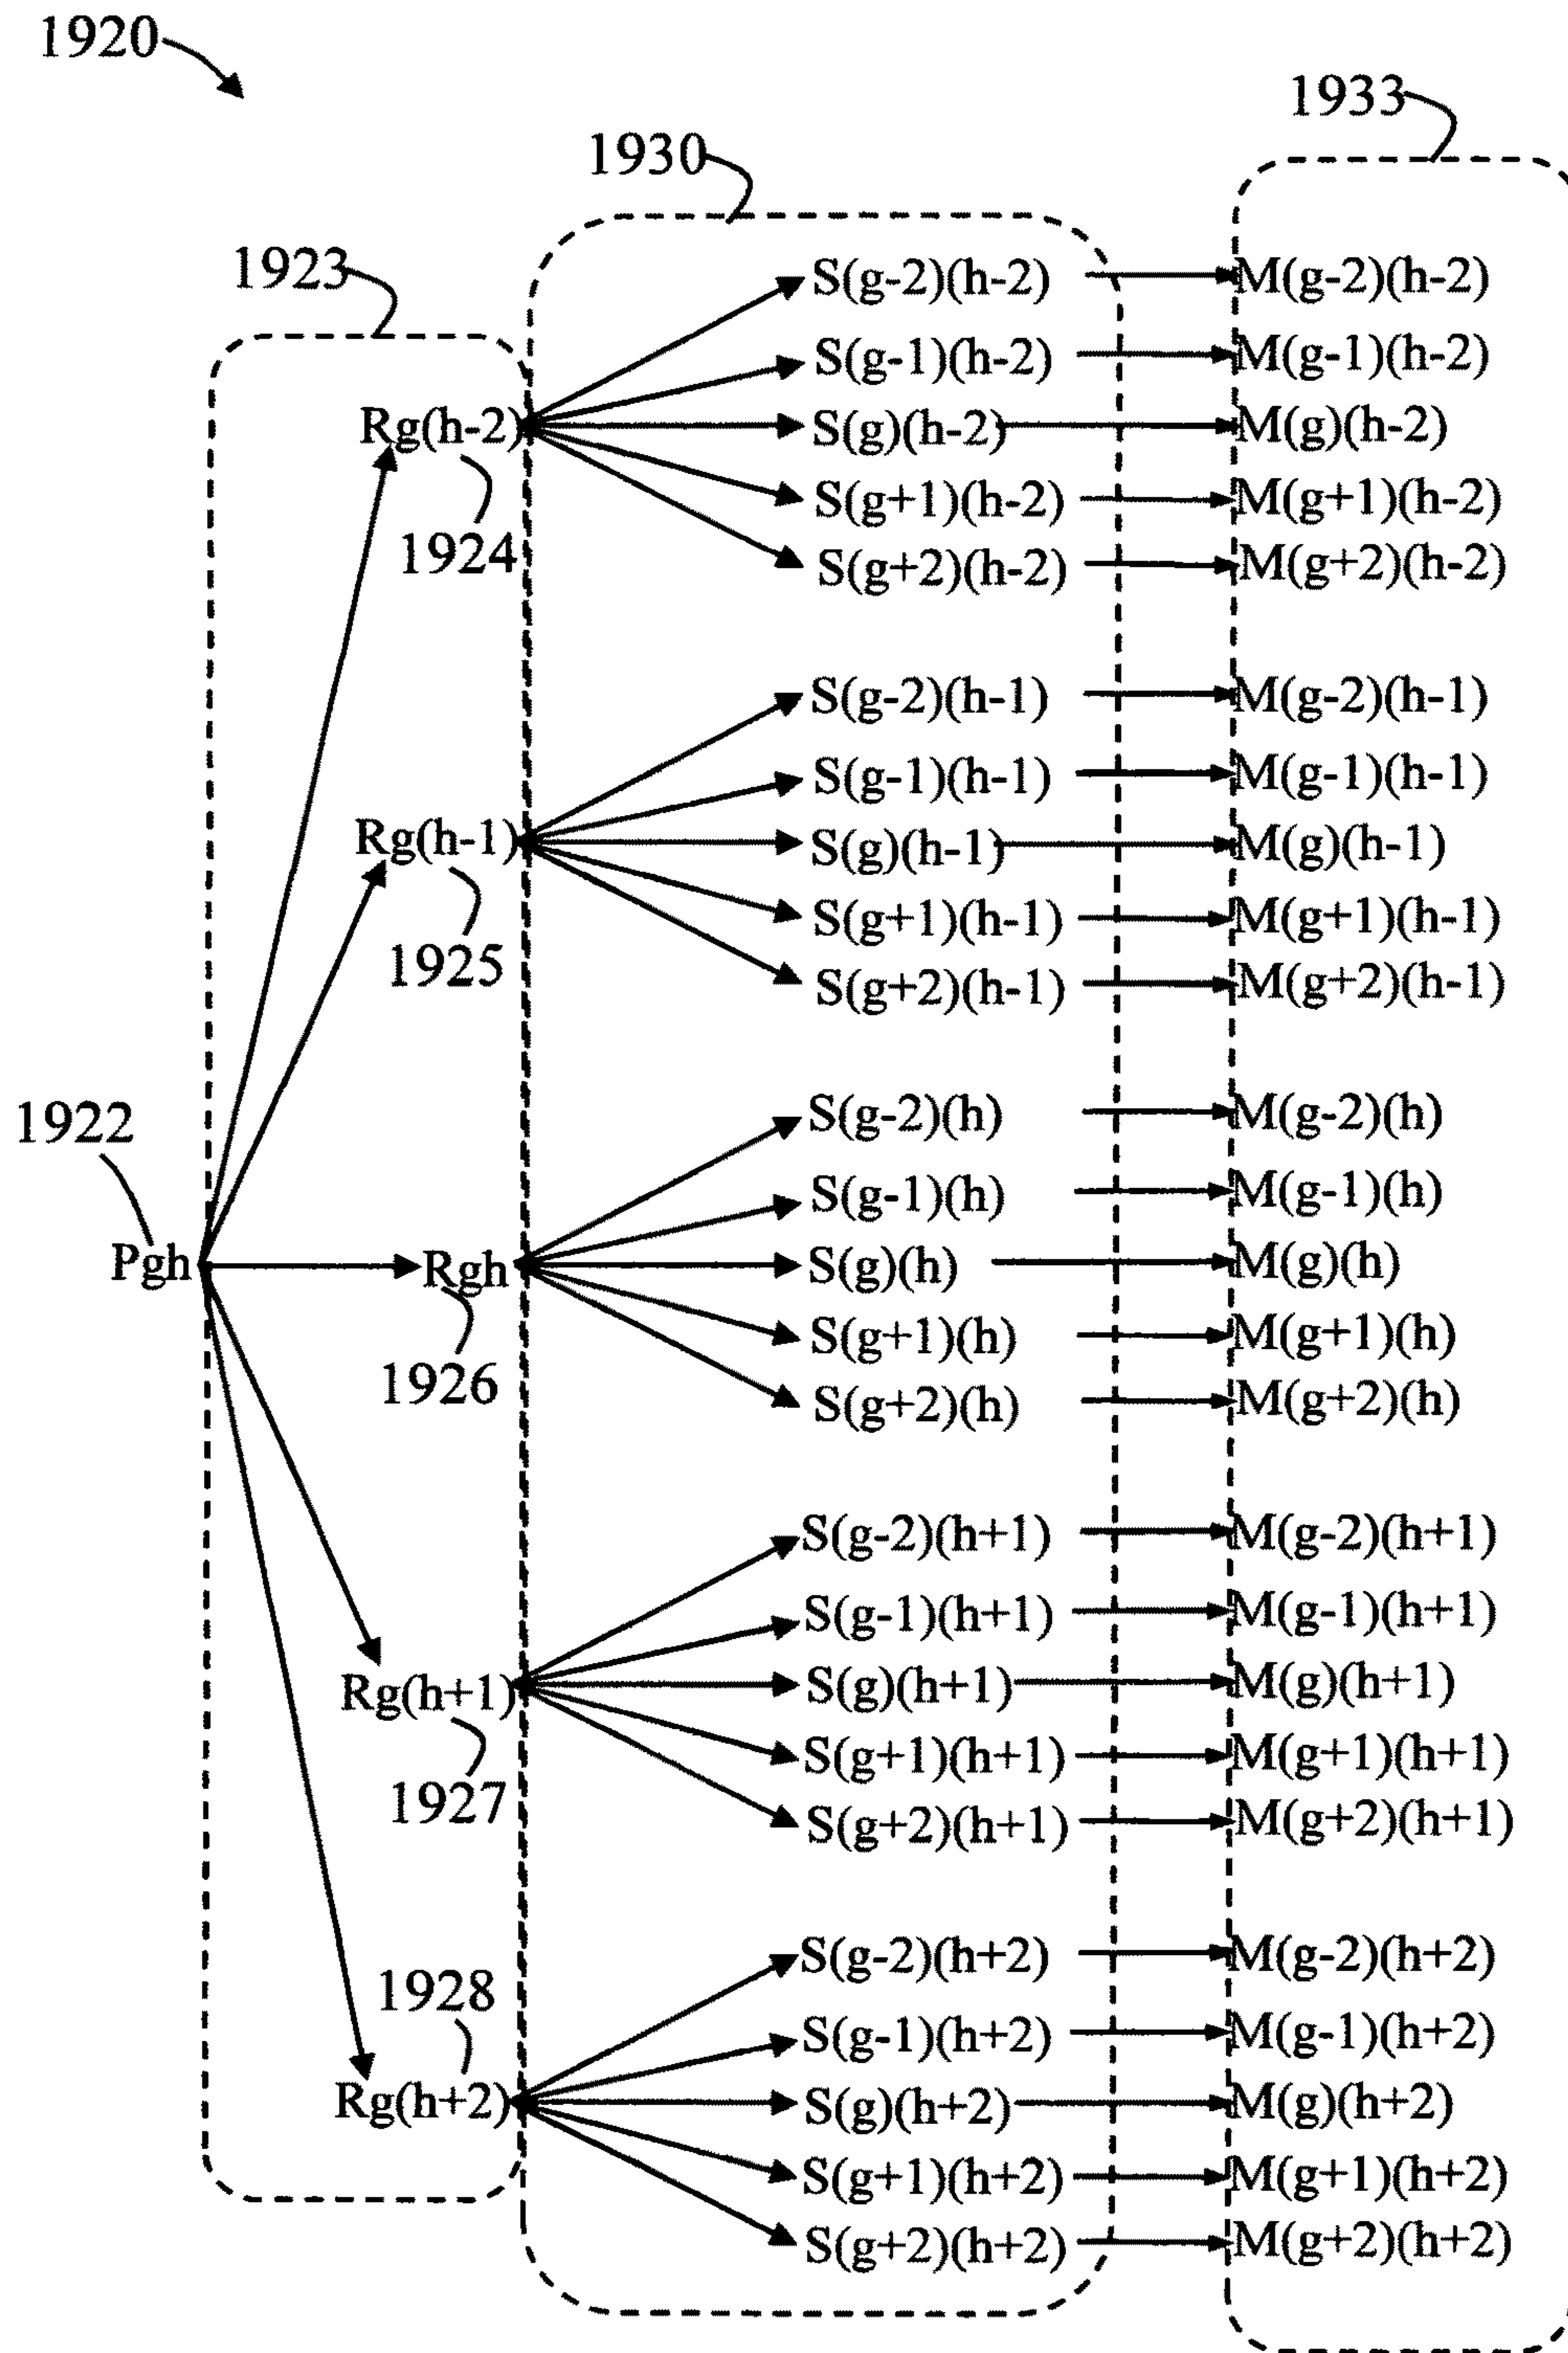 1920
1933
1930
1923
S(g-2)(h-2) M(g-2)(h-2)
S(g-1)(h-2) M(g-1)(h-2)
Rg(h-2) S(g)(h-2) M(g)(h-2)
S(g+1)(h-2) M(g+1)(h-2)
1924
S(g+2)(h-2) M(g+2)(h-2)
S(g-2)(h-1) M(g-2)(h-1)
S(g-1)(h-1) M(g-1)(h-1)
Rg(h-1) S(g)(h-1) M(g)(h-1)
S(g+1)(h-1) M(g+1)(h-1)
1925
S(g+2)(h-1) M(g+2)(h-1)
1922
S(g-2)(h) M(g-2)(h)
S(g-1)(h) M(g-1)(h)
Pgh Rgh S(g)(h) M(g)(h)
S(g+1)(h) M(g+1)(h)
1926
S(g+2)(h) M(g+2)(h)
S(g-2)(h+1) M(g-2)(h+1)
S(g-1)(h+1) M(g-1)(h+1)
Rg(h+1) S(g)(h+1) M(g)(h+1)
S(g+1)(h+1) M(g+1)(h+1)
1927
S(g+2)(h+1) M(g+2)(h+1)
S(g-2)(h+2) M(g-2)(h+2)
1928
S(g-1)(h+2) M(g-1)(h+2)
Rg(h+2) S(g)(h+2) M(g)(h+2)
S(g+1)(h+2) M(g+1)(h+2)
S(g+2)(h+2) M(g+2)(h+2)